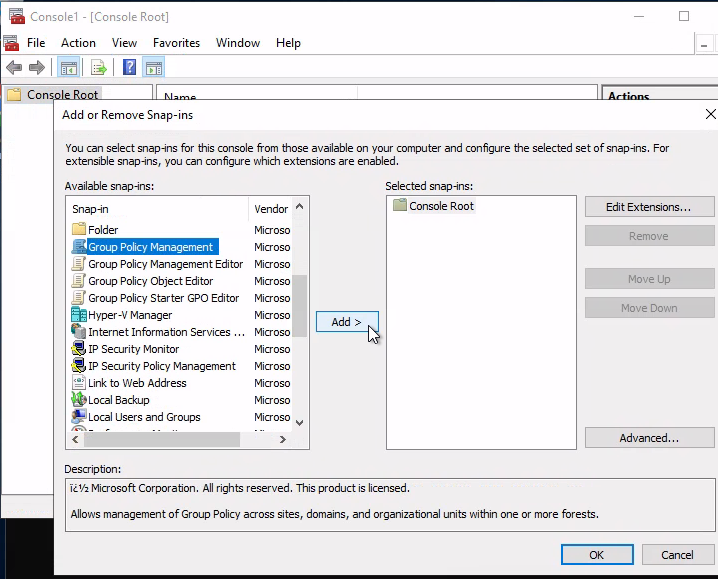 Console1 - [Console Root]
File Action View Favorites Window Help
Console Root
Name
Actions
Add or Remove Snap-ins
You can select snap-ins for this console from those available on your computer and configure the selected set of snap-ins. For
extensible snap-ins, you can configure which extensions are enabled.
Available snap-ins:
Selected snap-ins:
Snap-in Vendor
Folder Microso
Group Policy Management Microso
Group Policy Management Editor Microso
Group Policy Object Editor Microso
Group Policy Starter GPO Editor Microso
Hyper-V Manager Microso
Internet Information Services ... Microso
IP Security Monitor Microso
IP Security Policy Management Microso
Link to Web Address Microso
Local Backup Microso
Local Users and Groups Microso
Add >
Console Root
Edit Extensions...
Remove
Move Up
Move Down
Advanced...
Description:
ï¿½ Microsoft Corporation. All rights reserved. This product is licensed.
Allows management of Group Policy across sites, domains, and organizational units within one or more forests.
OK
Cancel